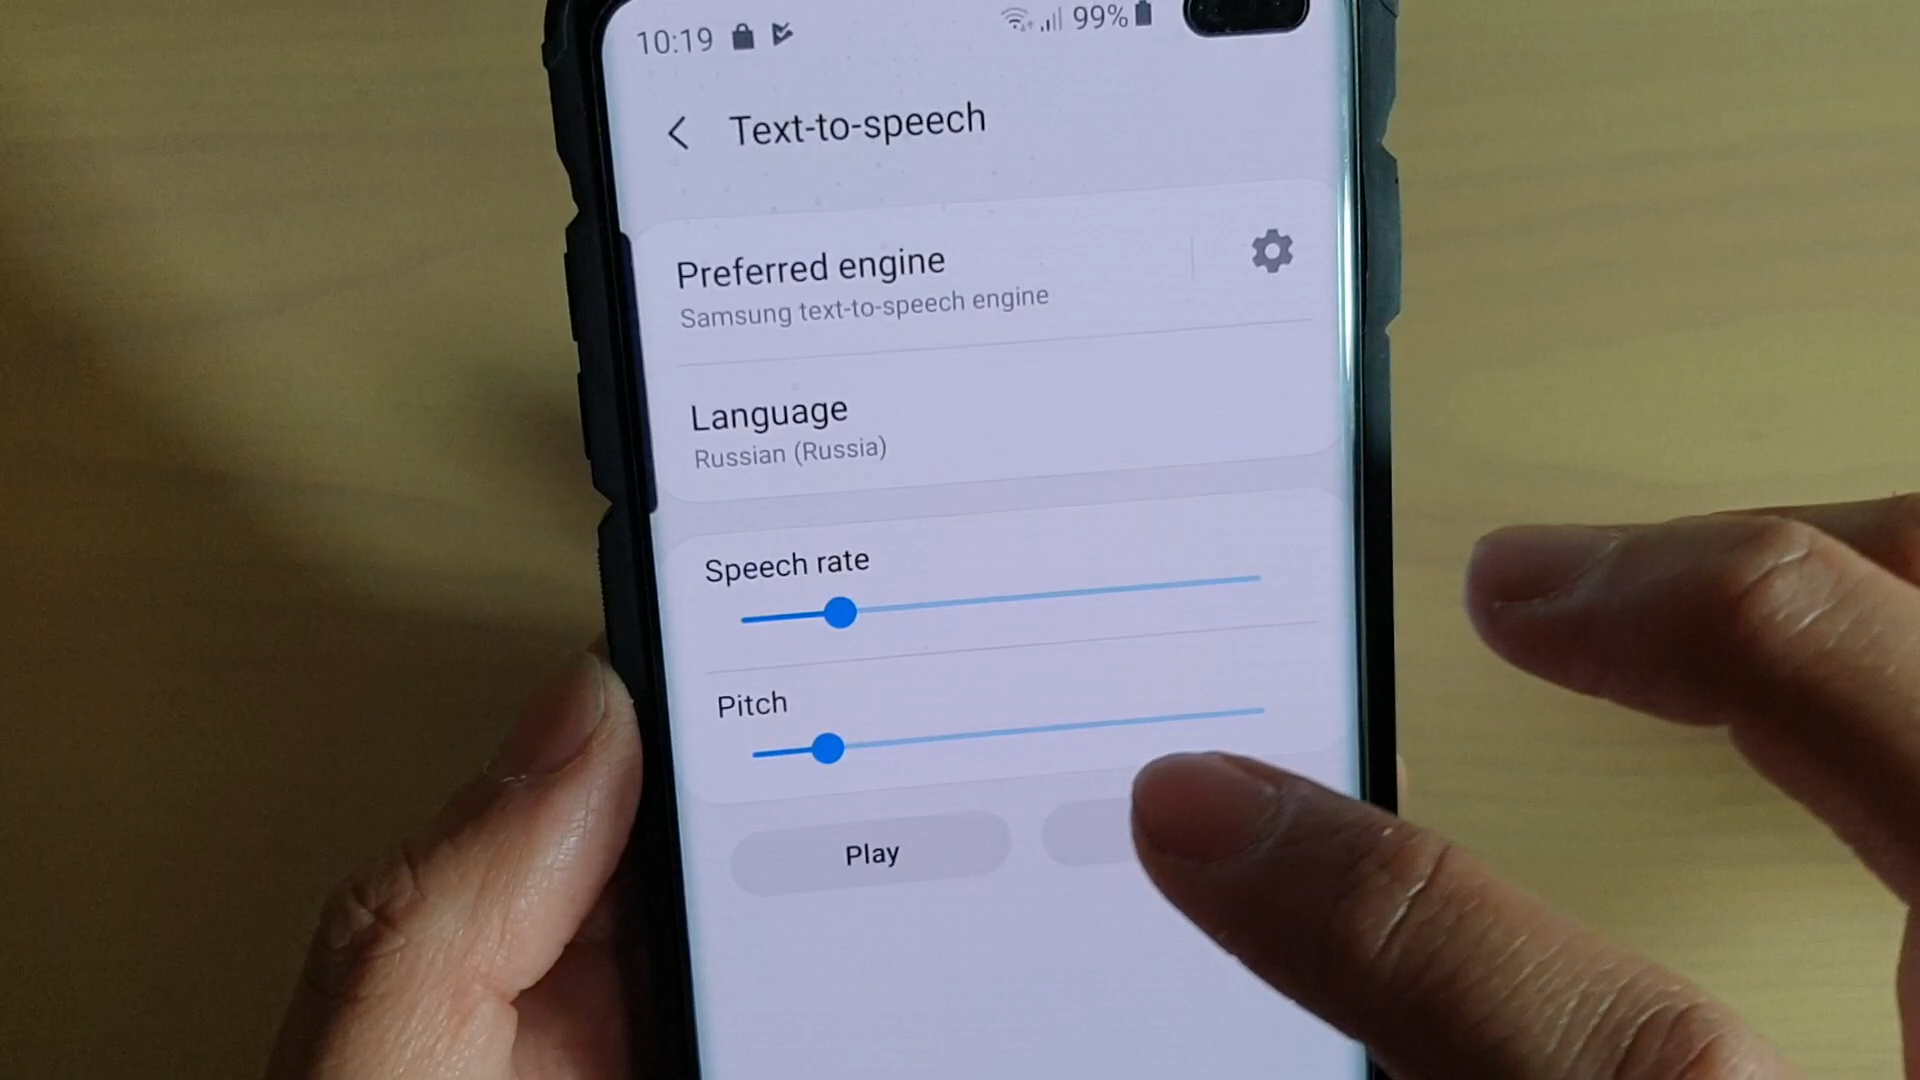 10:19 99%
Text-to-speech
Preferred engine
Samsung text-to-speech engine
Language
Russian (Russia)
Speech rate
Pitch
Play